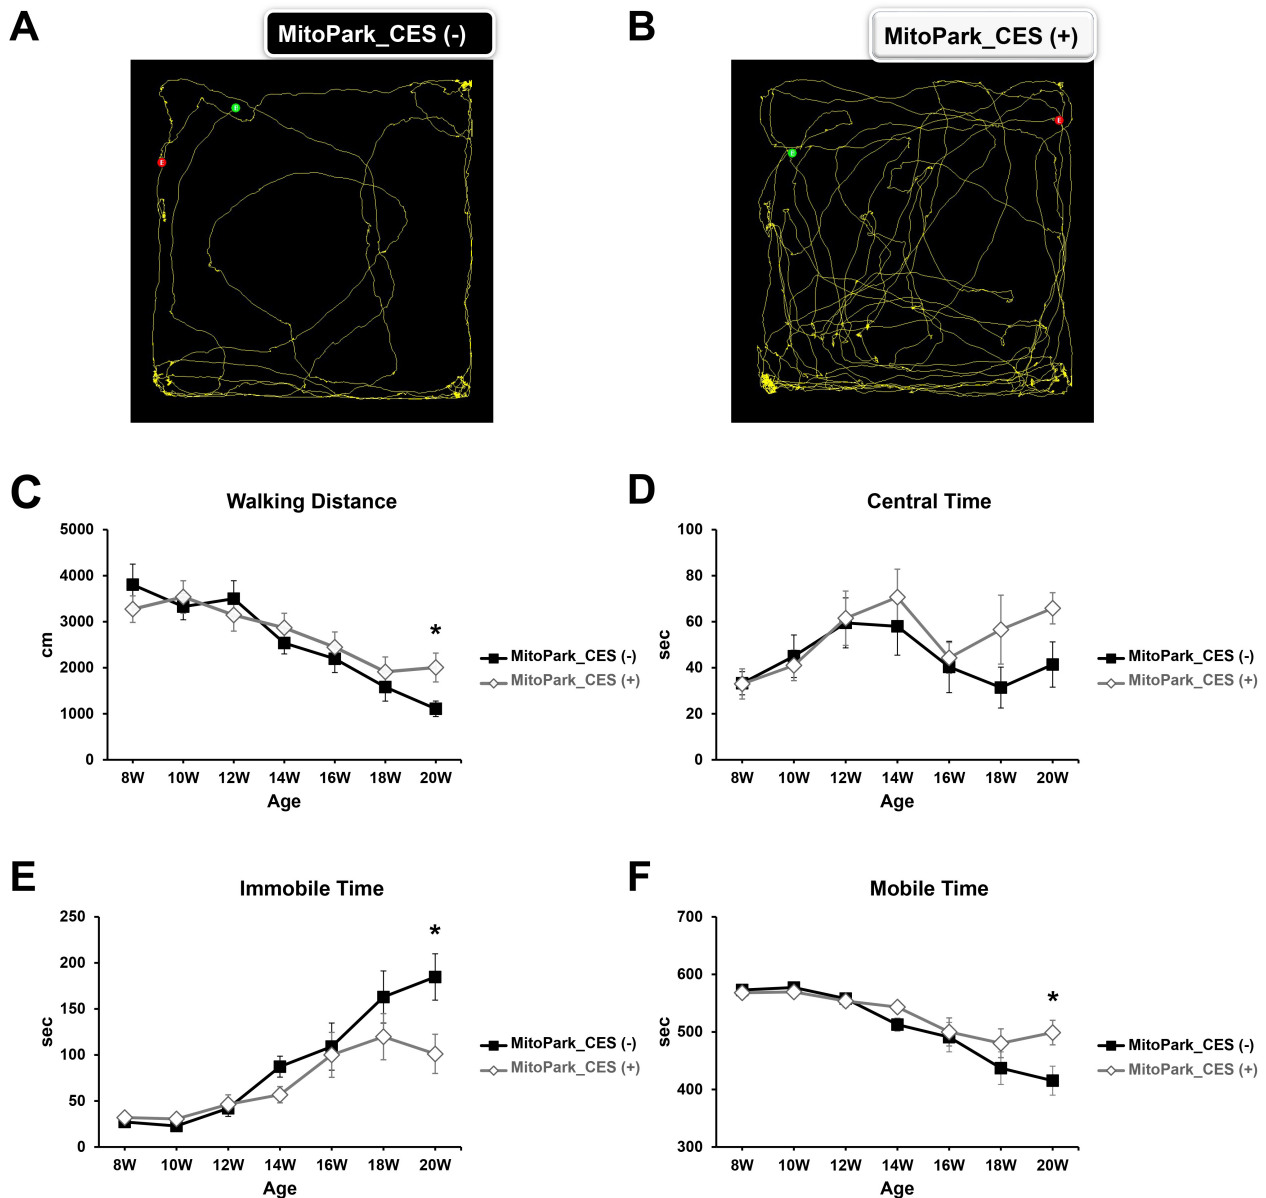 A
MitoPark_CES (-)
B
MitoPark_CES (+)
E
E
C
Walking Distance
5000
4000
3000
2000
1000
0
cm
*
8W 10W 12W 14W 16W 18W 20W
Age
MitoPark_CES (-)
MitoPark_CES (+)
D
Central Time
100
80
60
40
20
0
sec
8W 10W 12W 14W 16W 18W 20W
Age
MitoPark_CES (-)
MitoPark_CES (+)
E
Immobile Time
250
200
150
100
50
0
sec
*
8W 10W 12W 14W 16W 18W 20W
Age
MitoPark_CES (-)
MitoPark_CES (+)
F
Mobile Time
700
600
500
400
300
sec
*
8W 10W 12W 14W 16W 18W 20W
Age
MitoPark_CES (-)
MitoPark_CES (+)